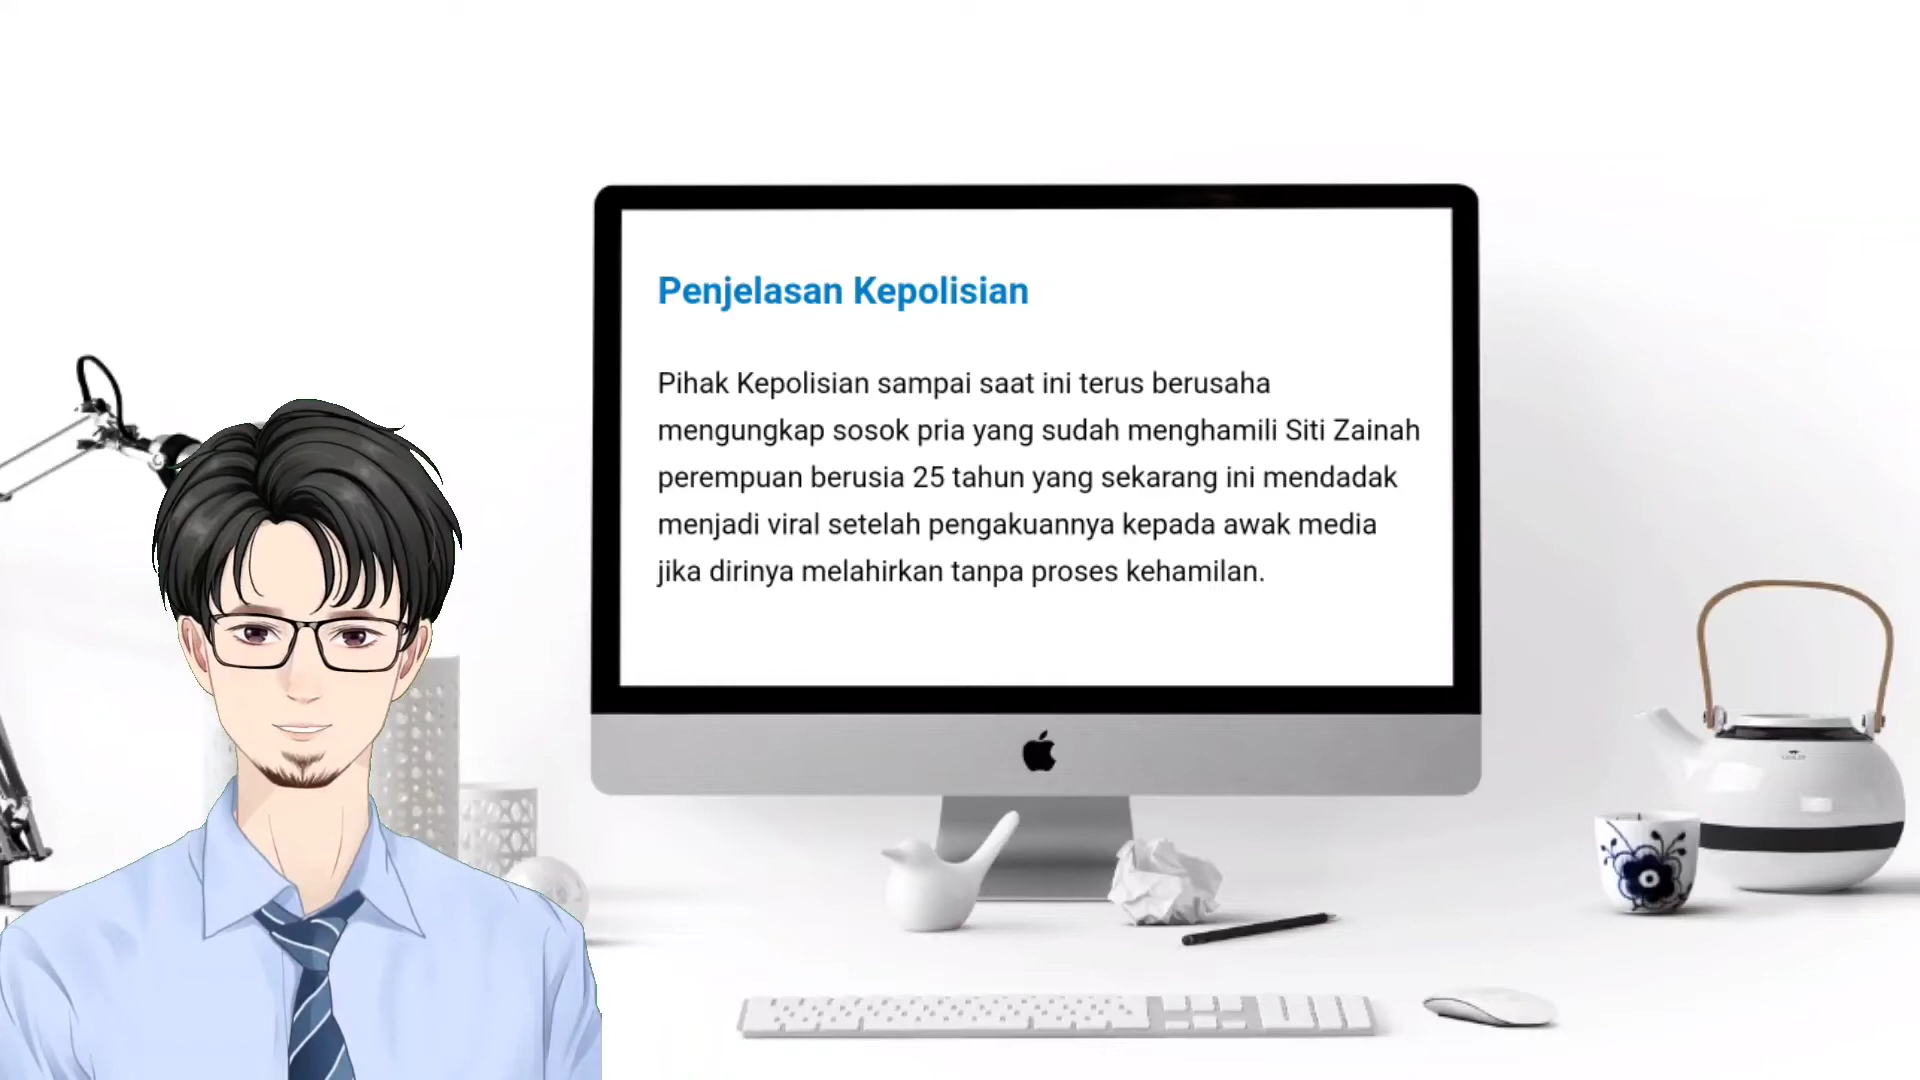 Penjelasan Kepolisian
Pihak Kepolisian sampai saat ini terus berusaha
mengungkap sosok pria yang sudah menghamili Siti Zainah
perempuan berusia 25 tahun yang sekarang ini mendadak
menjadi viral setelah pengakuannya kepada awak media
jika dirinya melahirkan tanpa proses kehamilan.